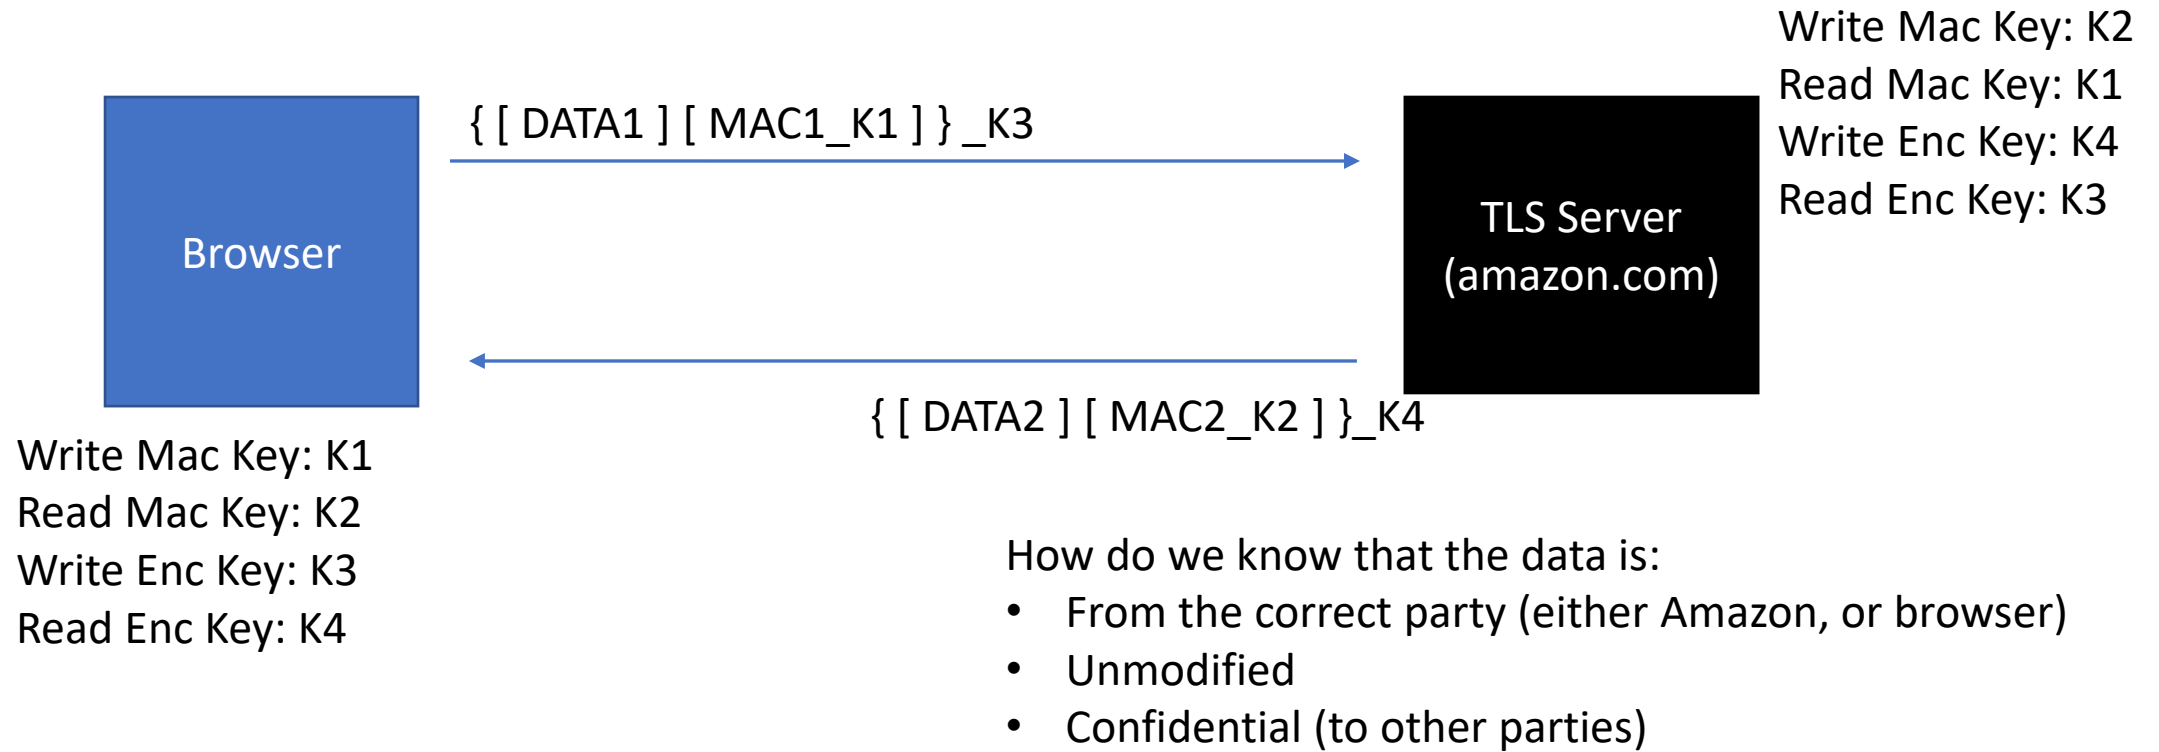 Write Mac Key: K2
Read Mac Key: K1
Write Enc Key: K4
Read Enc Key: K3
{ [ DATA1 ] [ MAC1_K1 ] } _K3
Browser
TLS Server
(amazon.com)
{ [ DATA2 ] [ MAC2_K2 ] }_K4
Write Mac Key: K1
Read Mac Key: K2
Write Enc Key: K3
Read Enc Key: K4
How do we know that the data is:
• From the correct party (either Amazon, or browser)
• Unmodified
• Confidential (to other parties)